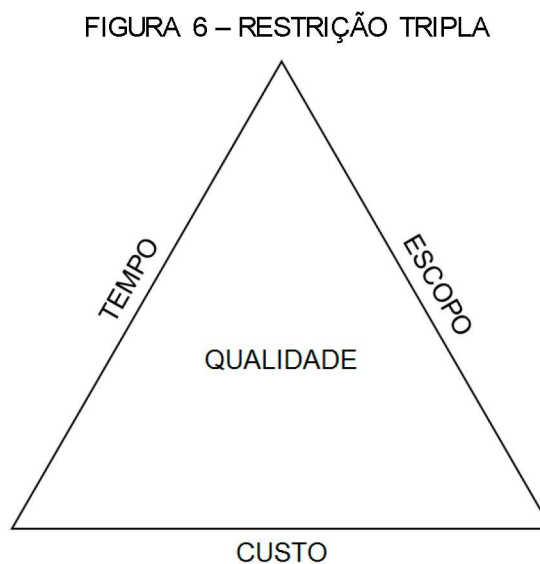 FIGURA 6 – RESTRIÇÃO TRIPLA
TEMPO
ESCOPO
QUALIDADE
CUSTO